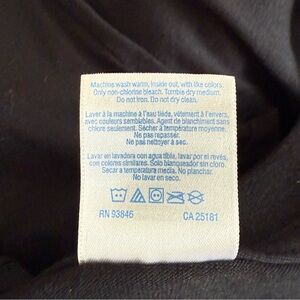 Machine wash warm, inside out, with like colors.
Only non-chlorine bleach. Tumble dry medium.
Do not iron. Do not dry clean.
Laver à la machine à l'eau tiède, vêtement à l'envers,
avec couleurs semblables. Agent de blanchiment sans
chlore seulement. Sécher à température moyenne.
Ne pas repasser.
Ne pas nettoyer à sec.
Lavar en lavadora con agua tibia, lavar por el revés,
con colores similares. Solo blanqueador sin cloro.
Secar a temperatura media. No planchar.
No lavar en seco.
RN 93846 CA 25181